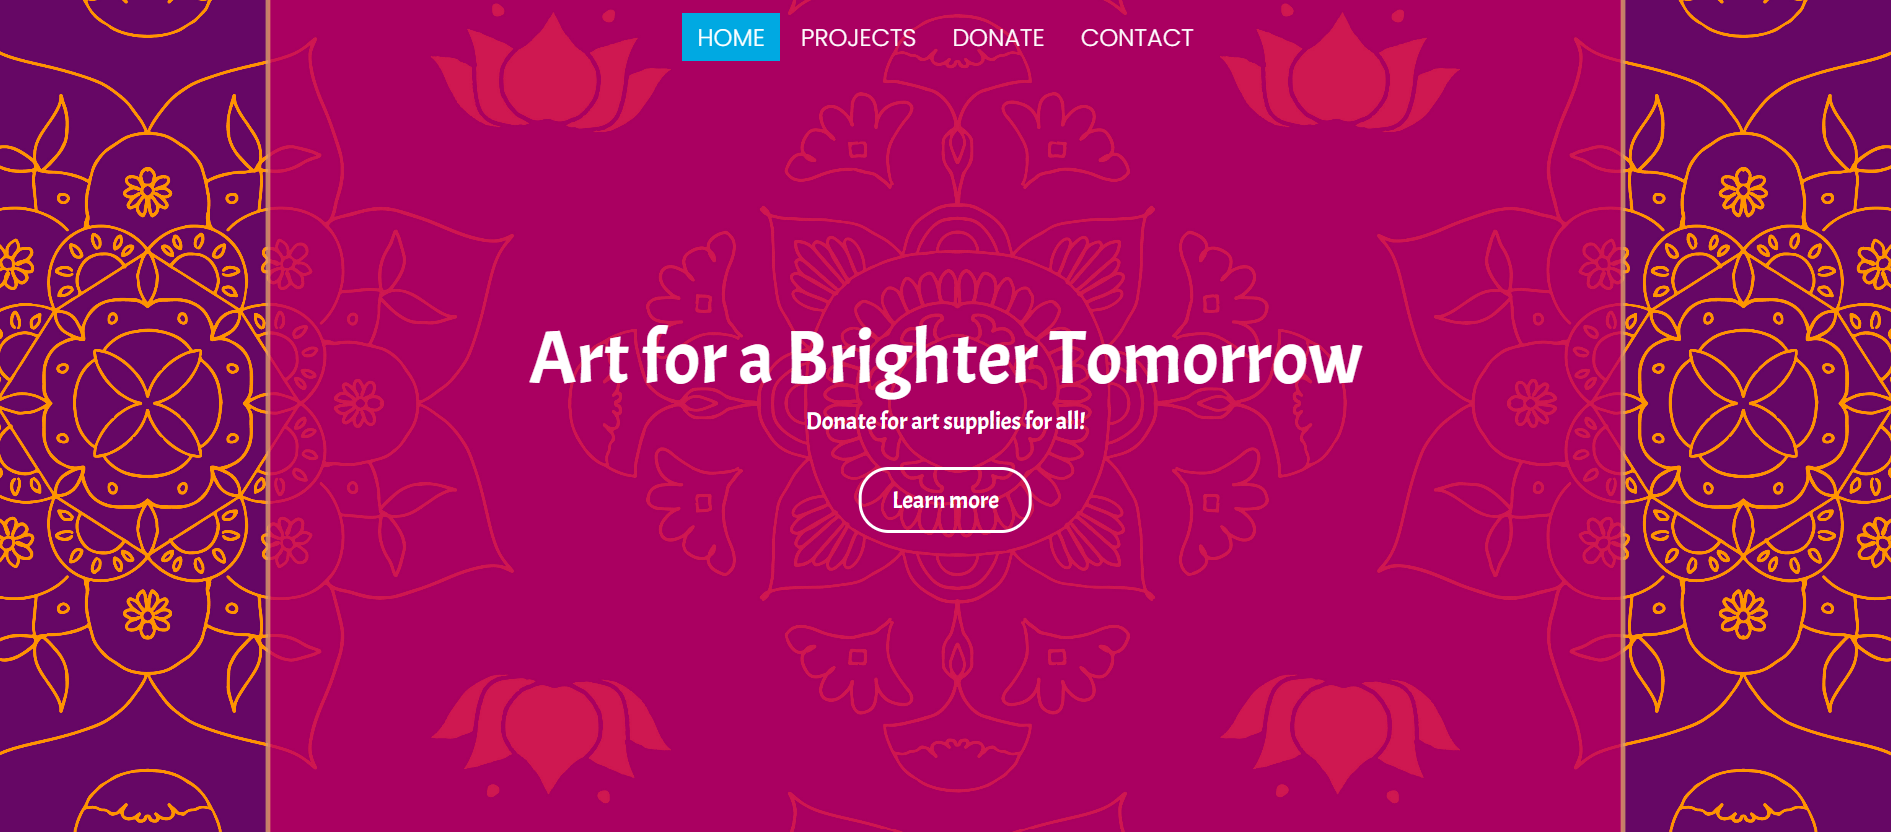 HOME PROJECTS DONATE CONTACT
Art for a Brighter Tomorrow
Donate for art supplies for all!
Learn more